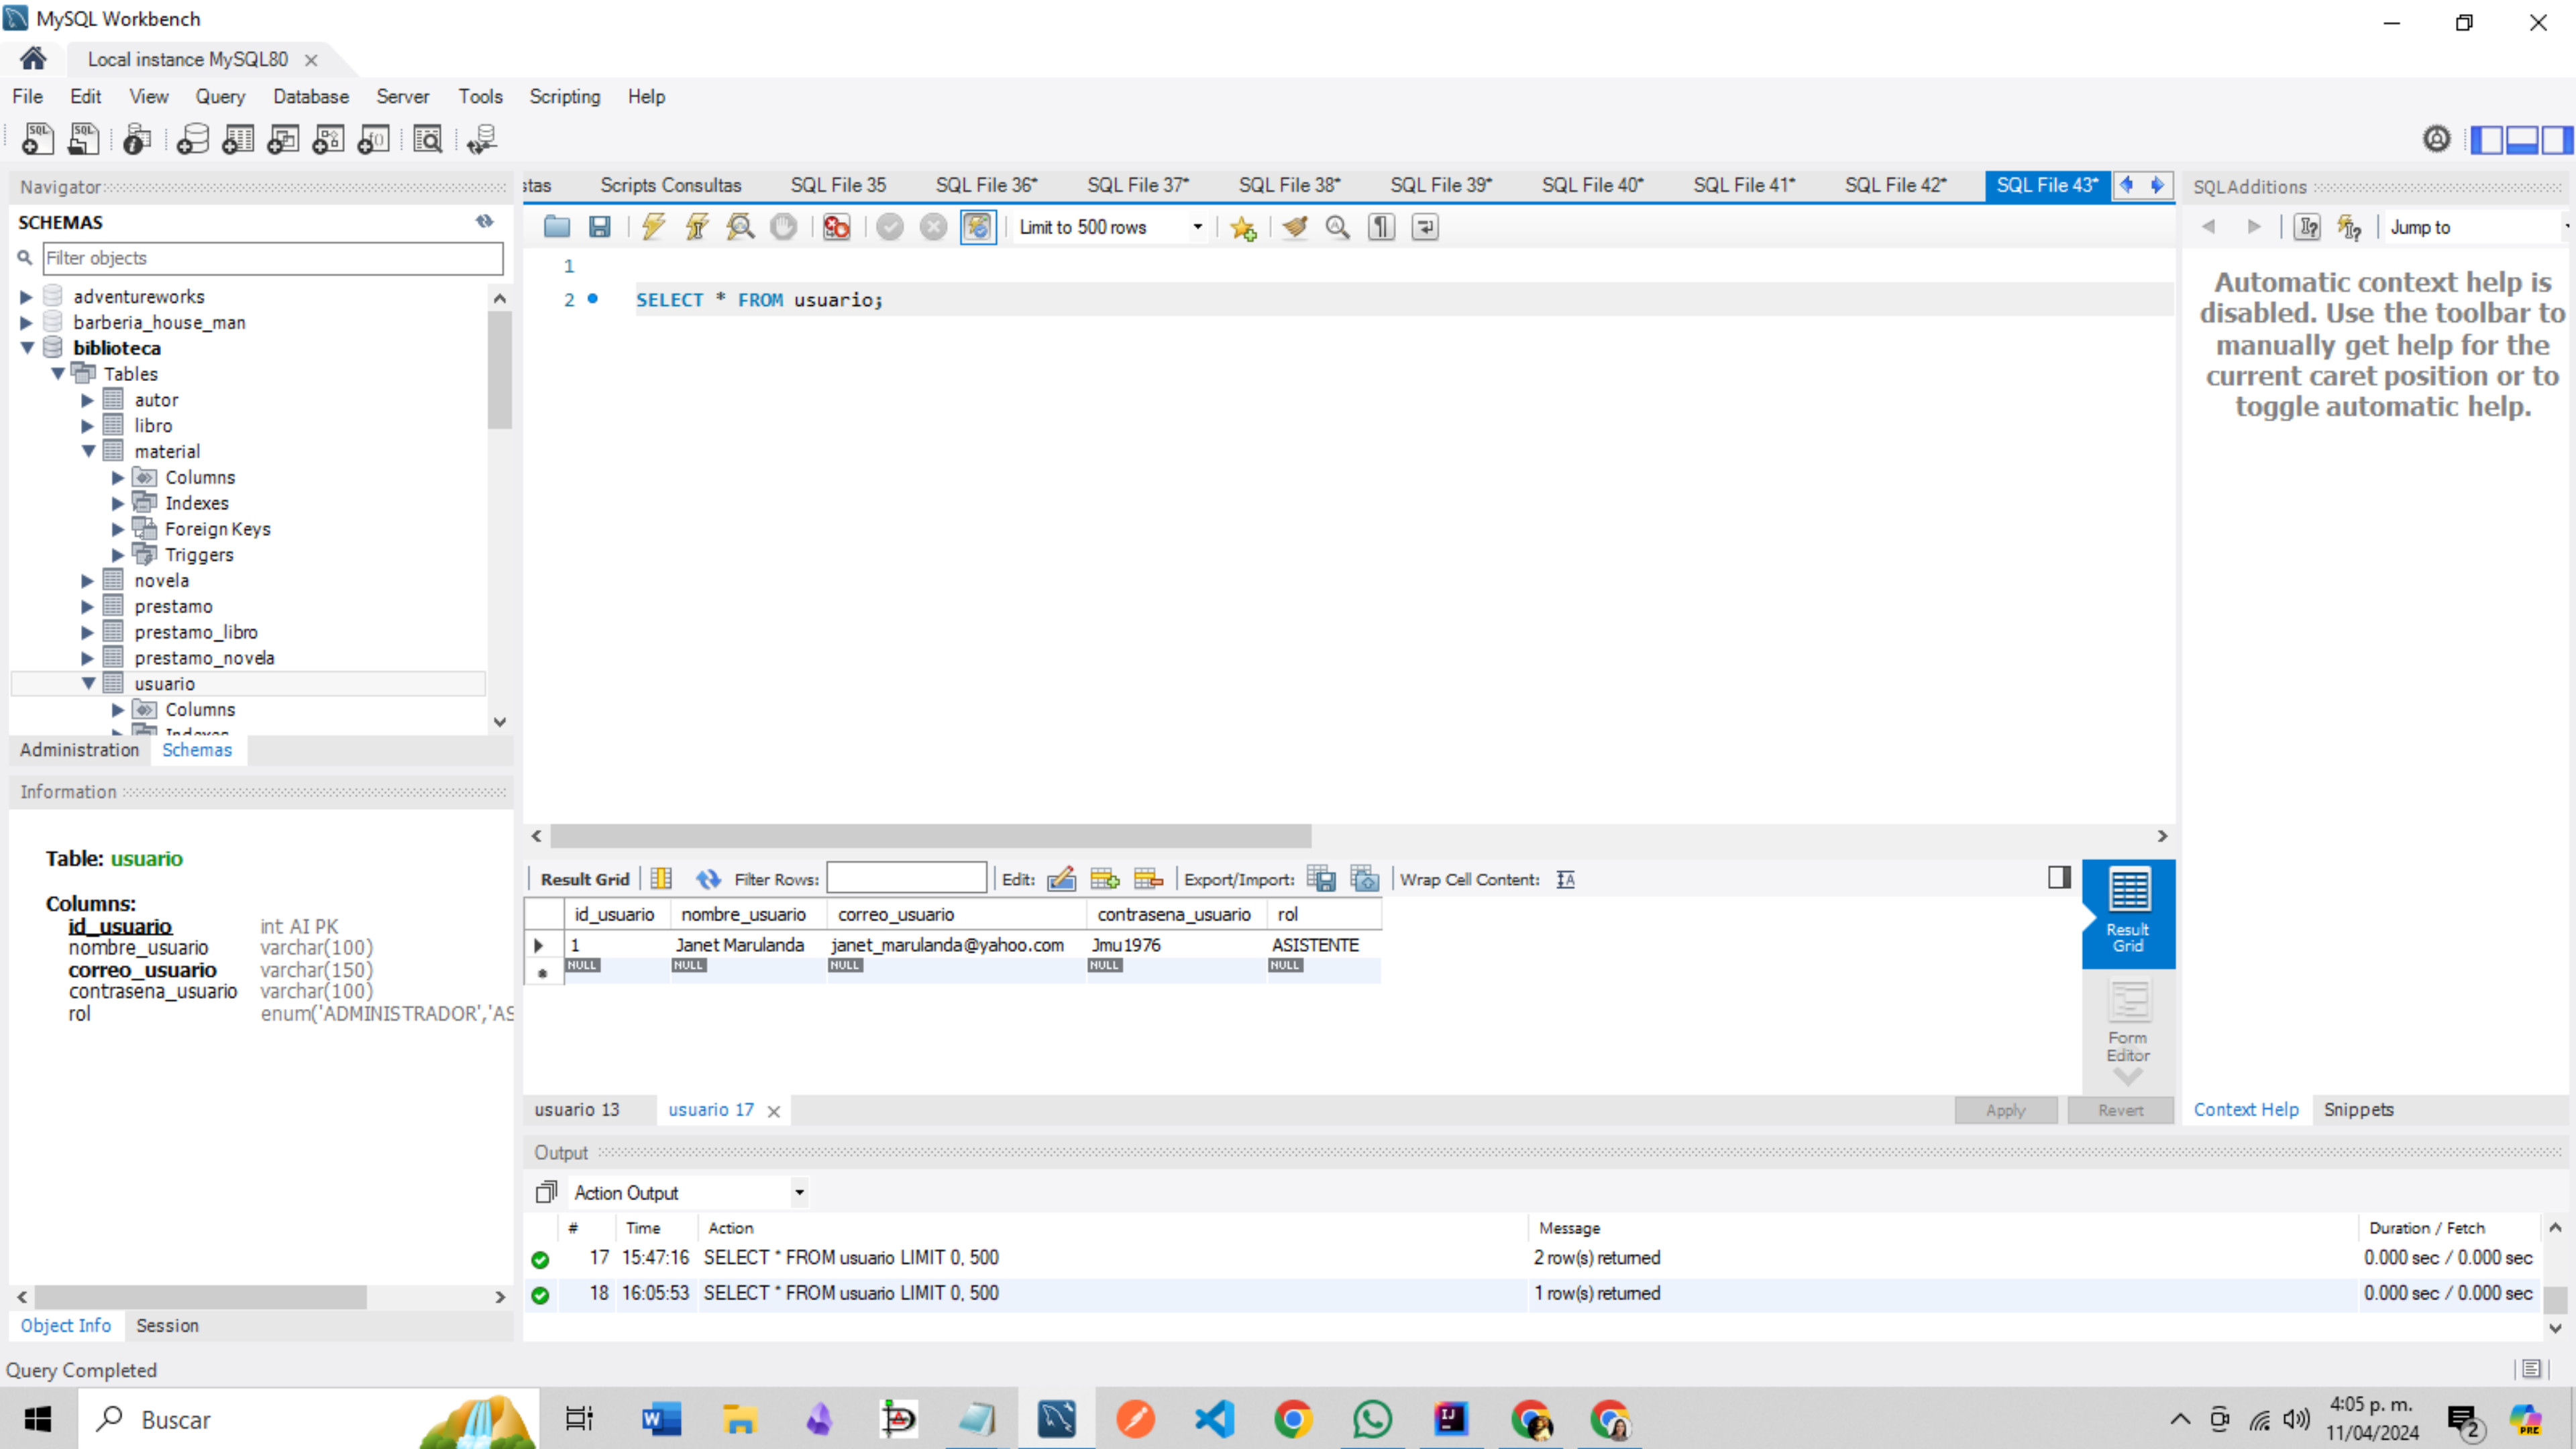 MySQL Workbench
Local instance MySQL80
File Edit View Query Database Server Tools Scripting Help
Navigator
SCHEMAS
Filter objects
adventureworks
barberia_house_man
biblioteca
Tables
autor
libro
material
Columns
Indexes
Foreign Keys
Triggers
novela
prestamo
prestamo_libro
prestamo_novela
usuario
Columns
Indexes
Administration Schemas
Information
Table: usuario
Columns:
id_usuario int AI PK
nombre_usuario varchar(100)
correo_usuario varchar(150)
contrasena_usuario varchar(100)
rol enum('ADMINISTRADOR','AS
Object Info Session
Query Completed
stas Scripts Consultas SQL File 35 SQL File 36* SQL File 37* SQL File 38* SQL File 39* SQL File 40* SQL File 41* SQL File 42* SQL File 43*
Limit to 500 rows
1
2 SELECT * FROM usuario;
Result Grid Filter Rows: Edit: Export/Import: Wrap Cell Content:
id_usuario nombre_usuario correo_usuario contrasena_usuario rol
1 Janet Marulanda janet_marulanda@yahoo.com Jmu1976 ASISTENTE
NULL NULL NULL NULL NULL
Result
Grid
Form
Editor
usuario 13 usuario 17 Apply Revert
Output
Action Output
# Time Action Message Duration / Fetch
17 15:47:16 SELECT * FROM usuario LIMIT 0, 500 2 row(s) returned 0.000 sec / 0.000 sec
18 16:05:53 SELECT * FROM usuario LIMIT 0, 500 1 row(s) returned 0.000 sec / 0.000 sec
SQLAdditions
Jump to
Automatic context help is
disabled. Use the toolbar to
manually get help for the
current caret position or to
toggle automatic help.
Context Help Snippets
Buscar
4:05 p. m.
11/04/2024
2
PRE